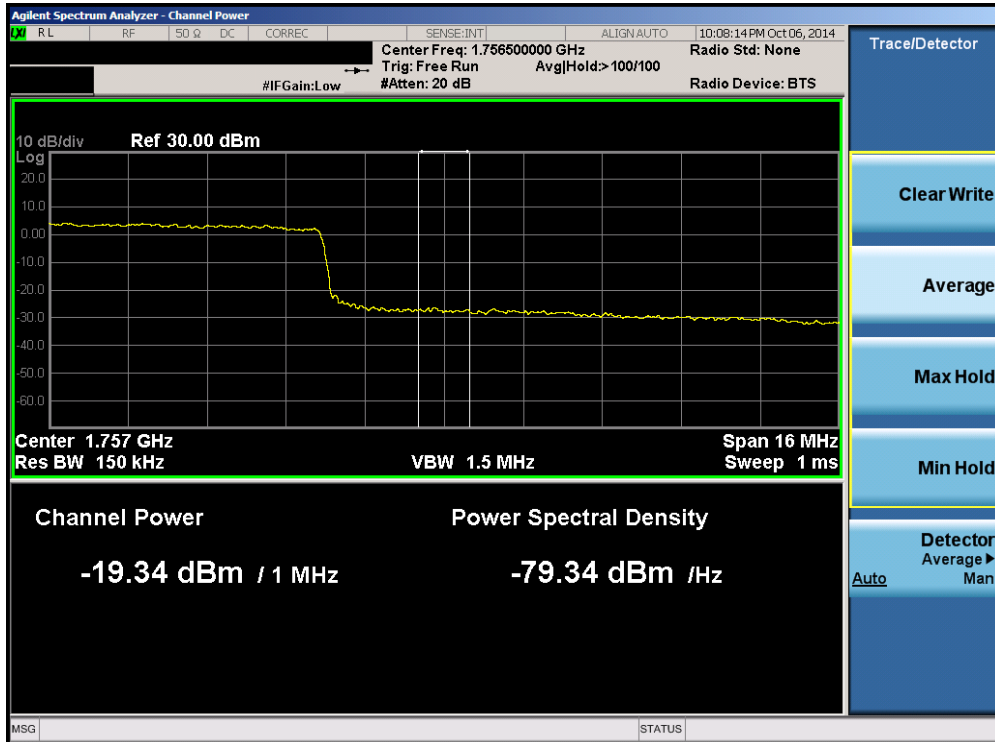 Agilent Spectrum Analyzer - Channel Power
LXI RL RF 50 Ω DC CORREC SENSE:INT ALIGNAUTO 10:08:14 PM Oct 06, 2014
Center Freq: 1.756500000 GHz Radio Std: None
Trig: Free Run Avg|Hold:> 100/100
#IFGain:Low #Atten: 20 dB Radio Device: BTS
10 dB/div Ref 30.00 dBm
Log
20.0
10.0
0.00
-10.0
-20.0
-30.0
-40.0
-50.0
-60.0
Center 1.757 GHz Span 16 MHz
Res BW 150 kHz VBW 1.5 MHz Sweep 1 ms
Channel Power Power Spectral Density
-19.34 dBm / 1 MHz -79.34 dBm /Hz
Trace/Detector
Clear Write
Average
Max Hold
Min Hold
Detector
Average►
Auto Man
MSG STATUS